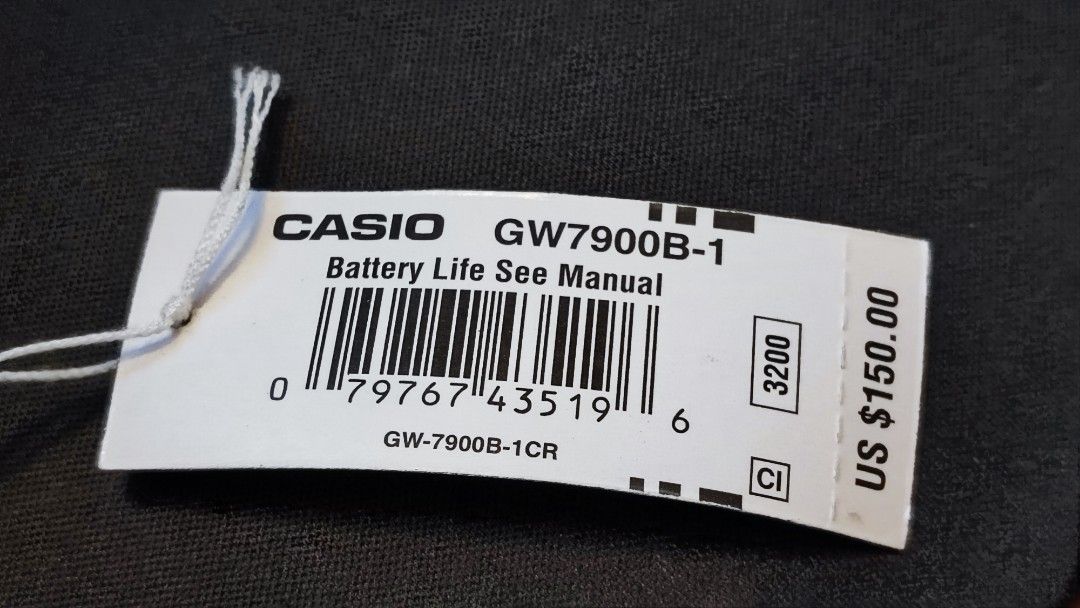 CASIO GW7900B-1
Battery Life See Manual
0 79767 43519 6
GW-7900B-1CR
3200
CI
US $150.00